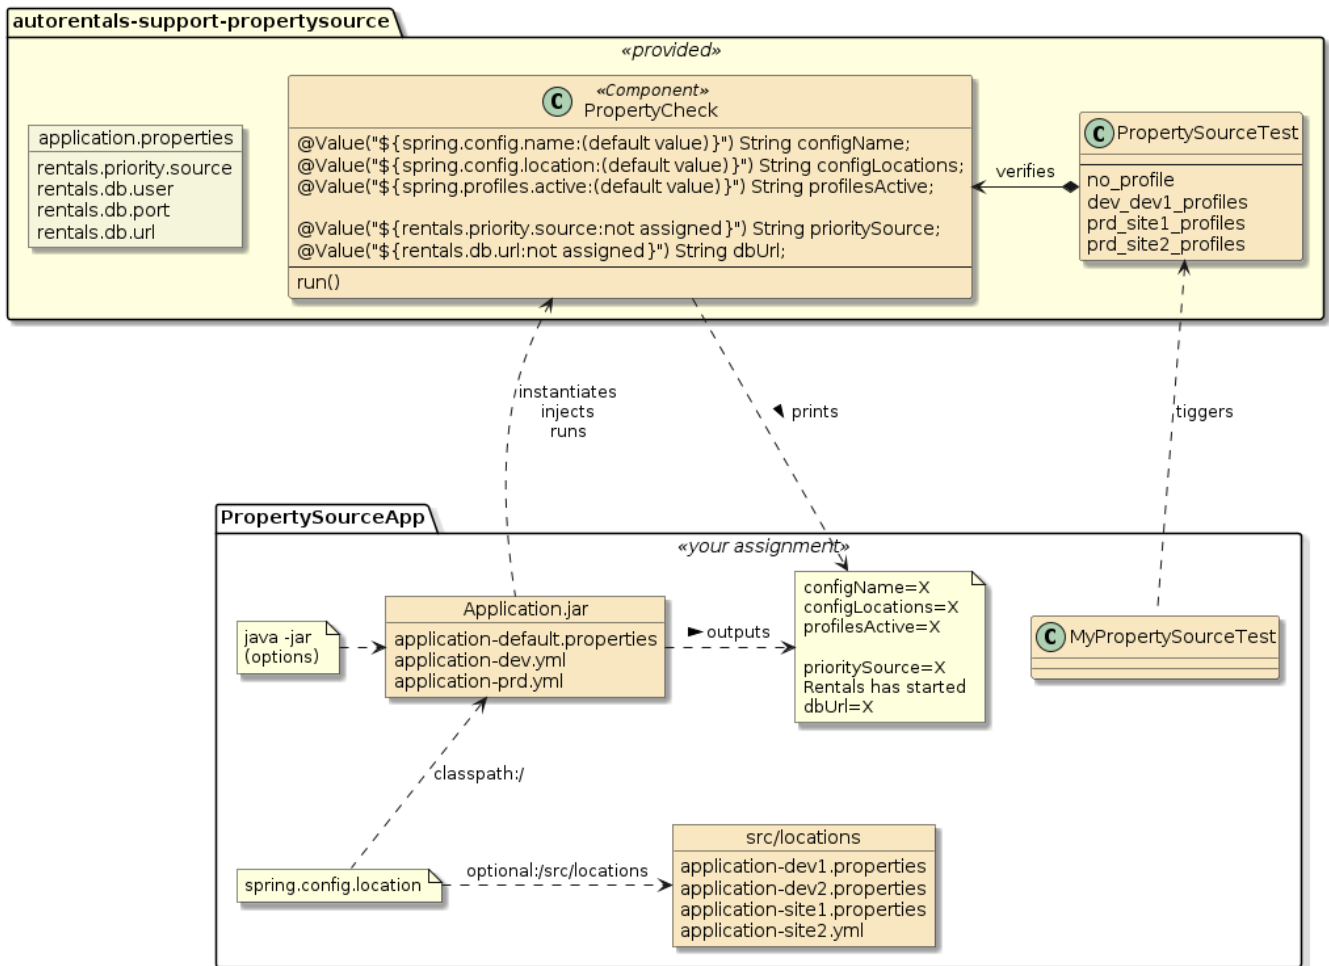 autorentals-support-propertysource
«provided»
application.properties
rentals.priority.source
rentals.db.user
rentals.db.port
rentals.db.url
C
«Component»
PropertyCheck
@Value("${spring.config.name:(default value)}") String configName;
@Value("${spring.config.location:(default value)}") String configLocations;
@Value("${spring.profiles.active:(default value)}") String profilesActive;
@Value("${rentals.priority.source:not assigned}") String prioritySource;
@Value("${rentals.db.url:not assigned}") String dbUrl;
run()
verifies
C PropertySourceTest
no_profile
dev_dev1_profiles
prd_site1_profiles
prd_site2_profiles
instantiates
injects
runs
prints
tiggers
PropertySourceApp
«your assignment»
java -jar
(options)
Application.jar
application-default.properties
application-dev.yml
application-prd.yml
outputs
configName=X
configLocations=X
profilesActive=X
prioritySource=X
Rentals has started
dbUrl=X
C MyPropertySourceTest
classpath:/
spring.config.location
optional:/src/locations
src/locations
application-dev1.properties
application-dev2.properties
application-site1.properties
application-site2.yml